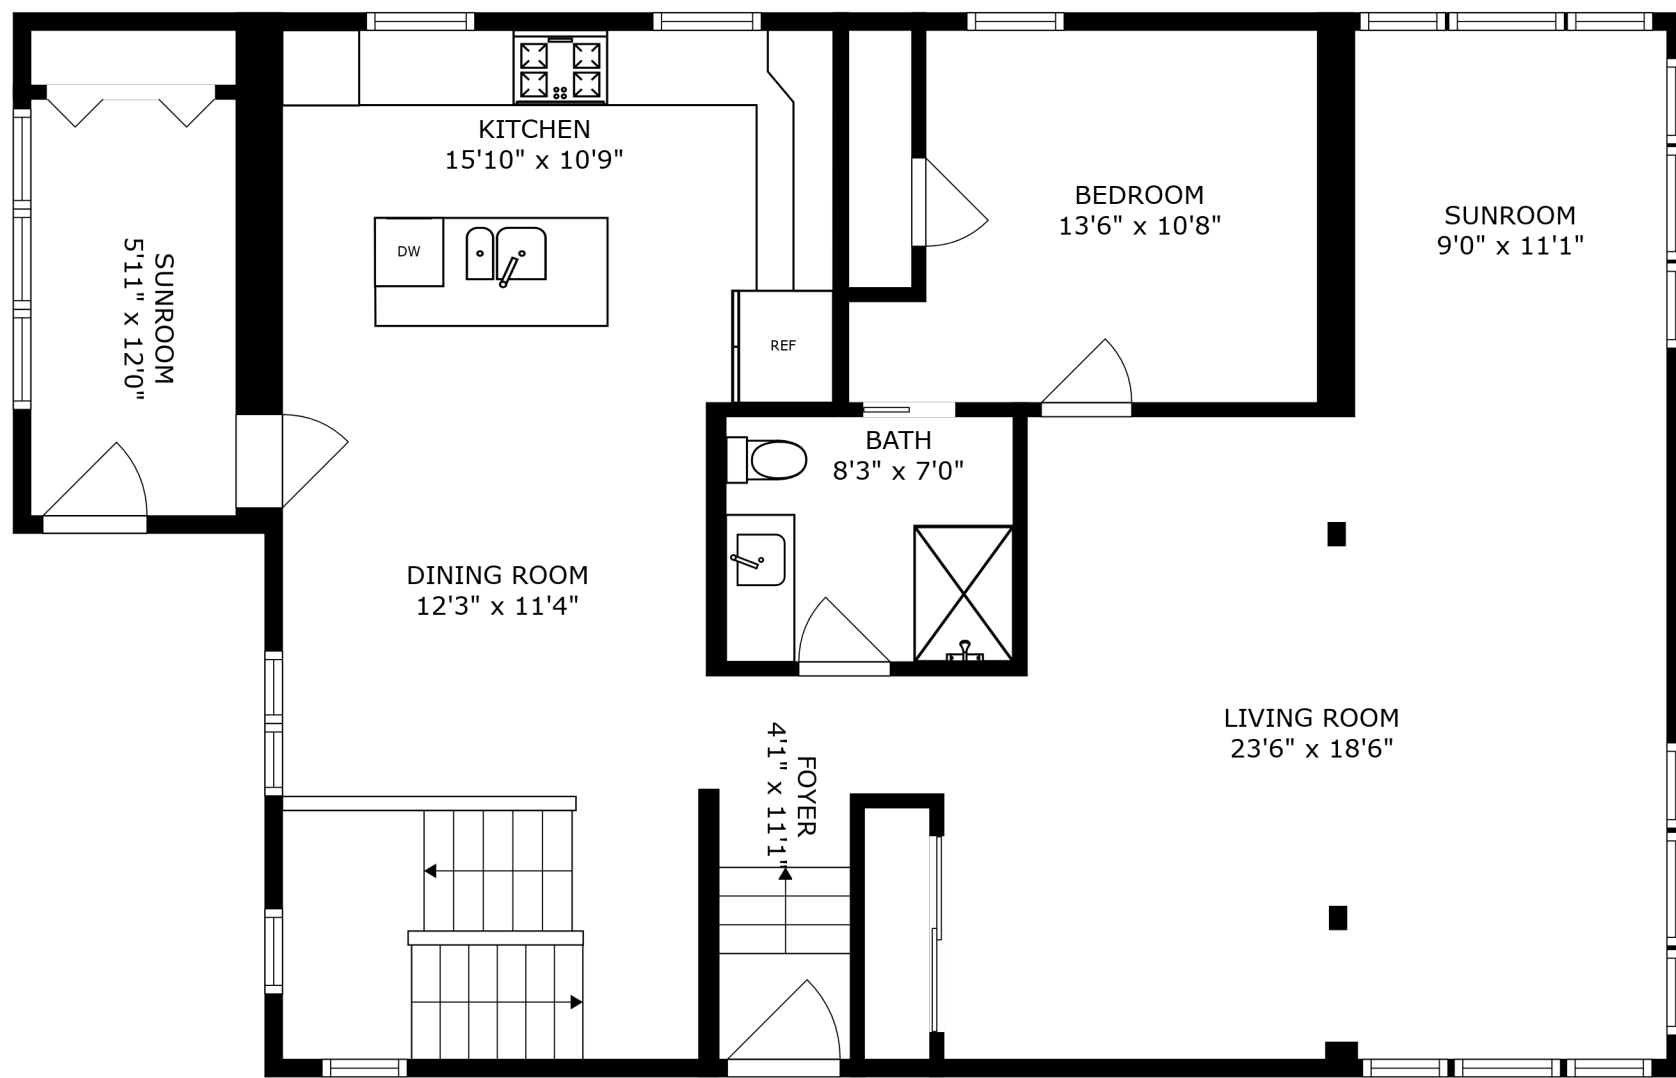 KITCHEN
15'10" x 10'9"
BEDROOM
13'6" x 10'8"
SUNROOM
9'0" x 11'1"
SUNROOM
5'11" x 12'0"
DW
REF
BATH
8'3" x 7'0"
DINING ROOM
12'3" x 11'4"
LIVING ROOM
23'6" x 18'6"
FOYER
4'1" x 11'1"